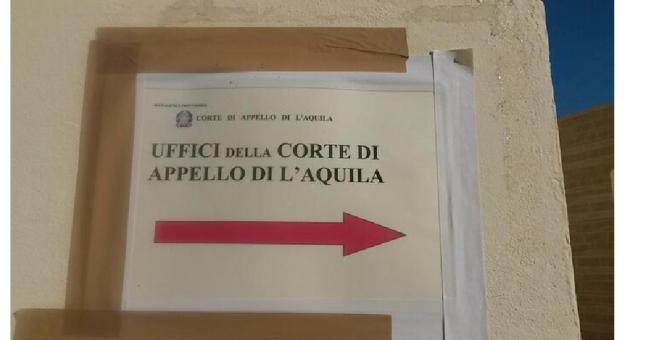 CORTE DI APPELLO DI L'AQUILA
UFFICI DELLA CORTE DI
APPELLO DI L'AQUILA